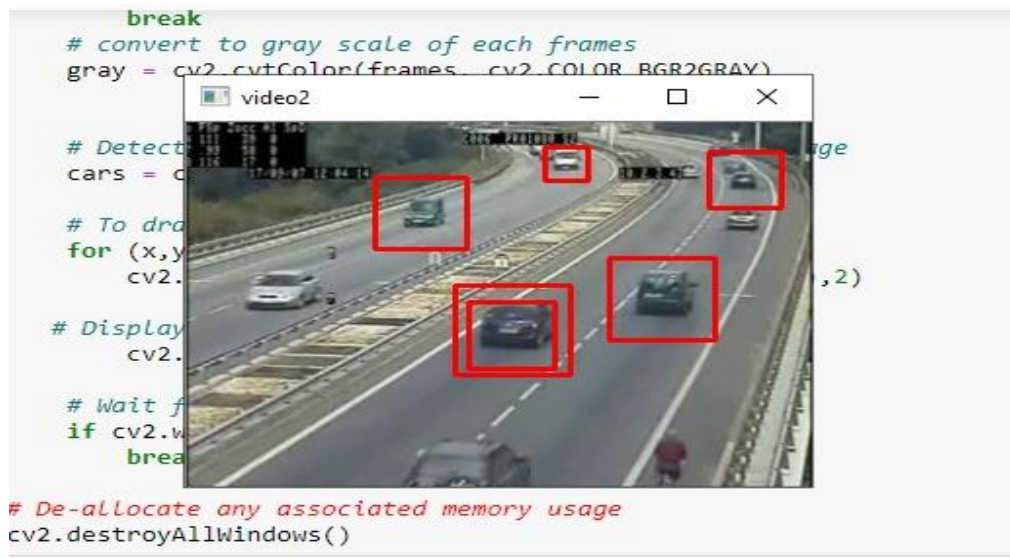 break
# convert to gray scale of each frames
gray = cv2.cvtColor(frames, cv2.COLOR_BGR2GRAY)
video2
# Detect
cars = c
# To dra
for (x,y
cv2. ,2)
# Display
cv2.
# Wait f
if cv2.w
brea
# De-allocate any associated memory usage
cv2.destroyAllWindows()